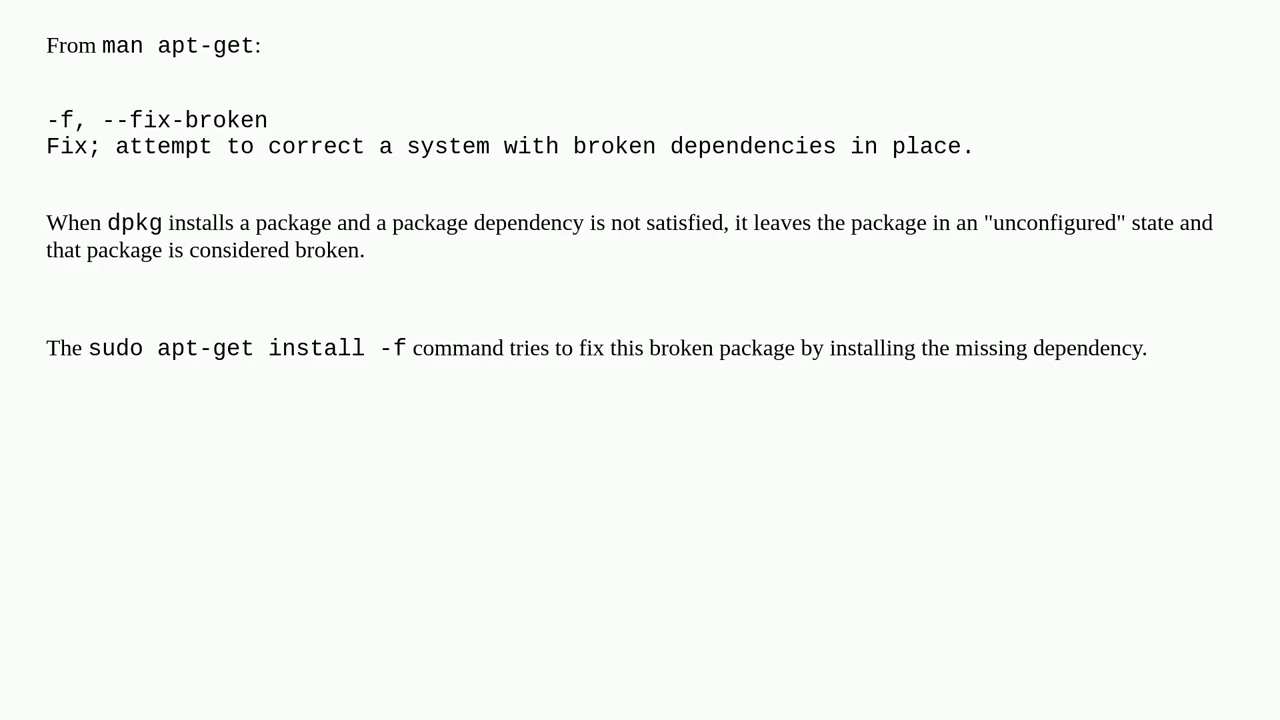 From man apt-get:
-f, --fix-broken
Fix; attempt to correct a system with broken dependencies in place.
When dpkg installs a package and a package dependency is not satisfied, it leaves the package in an "unconfigured" state and
that package is considered broken.
The sudo apt-get install -f command tries to fix this broken package by installing the missing dependency.